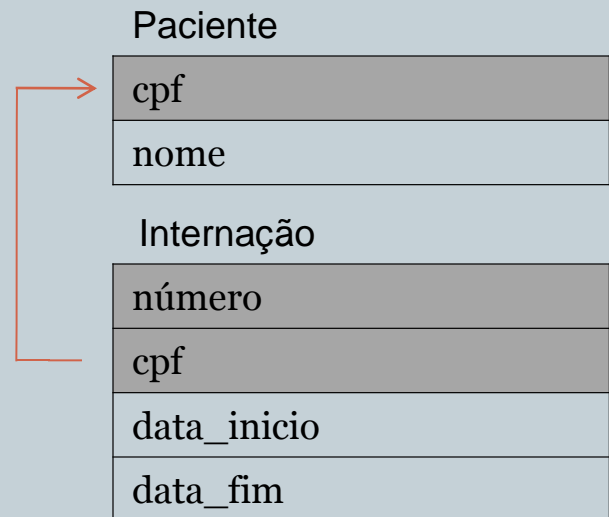 Paciente
cpf
nome
Internação
número
cpf
data_inicio
data_fim